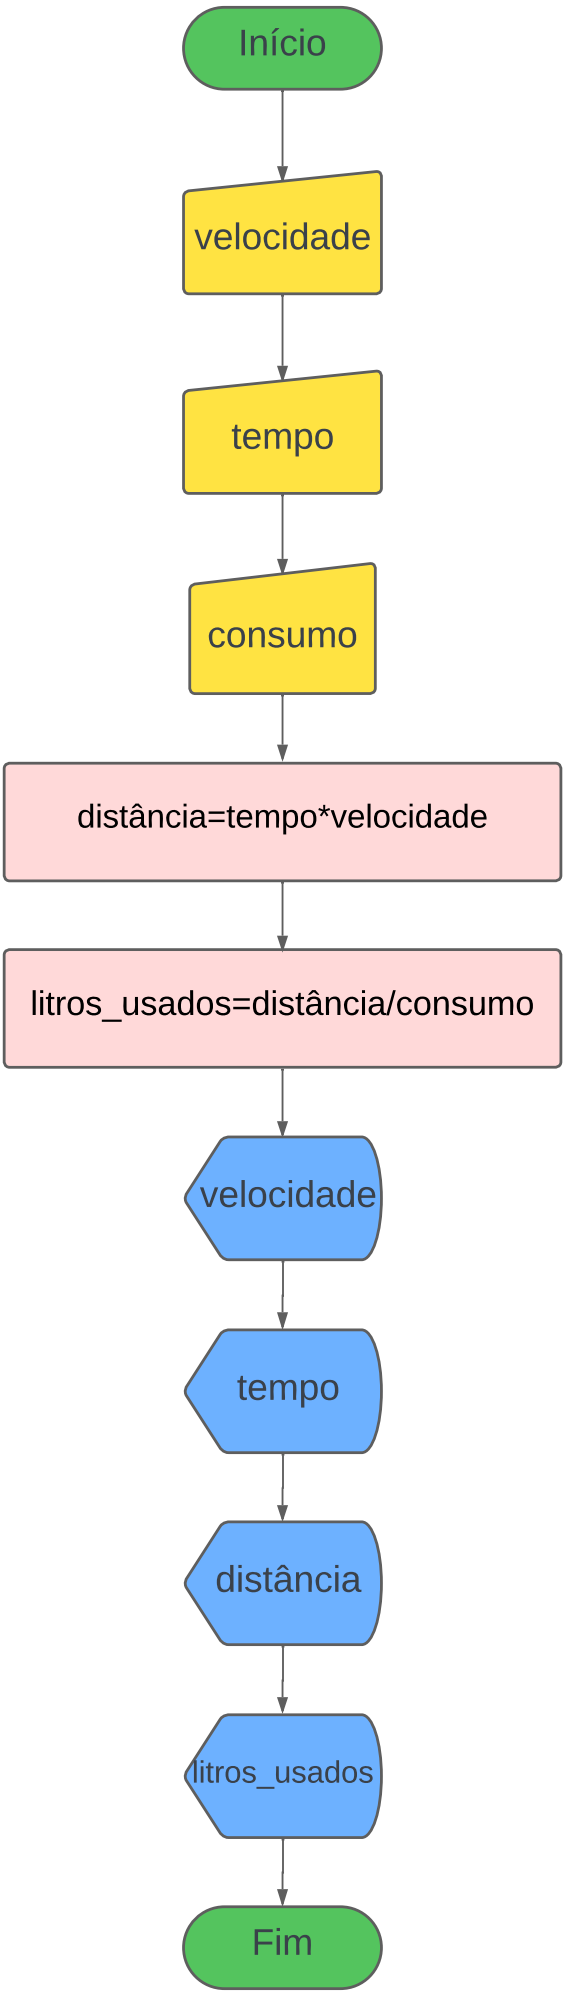 Início
velocidade
tempo
consumo
distância=tempo*velocidade
litros_usados=distância/consumo
velocidade
tempo
distância
litros_usados
Fim